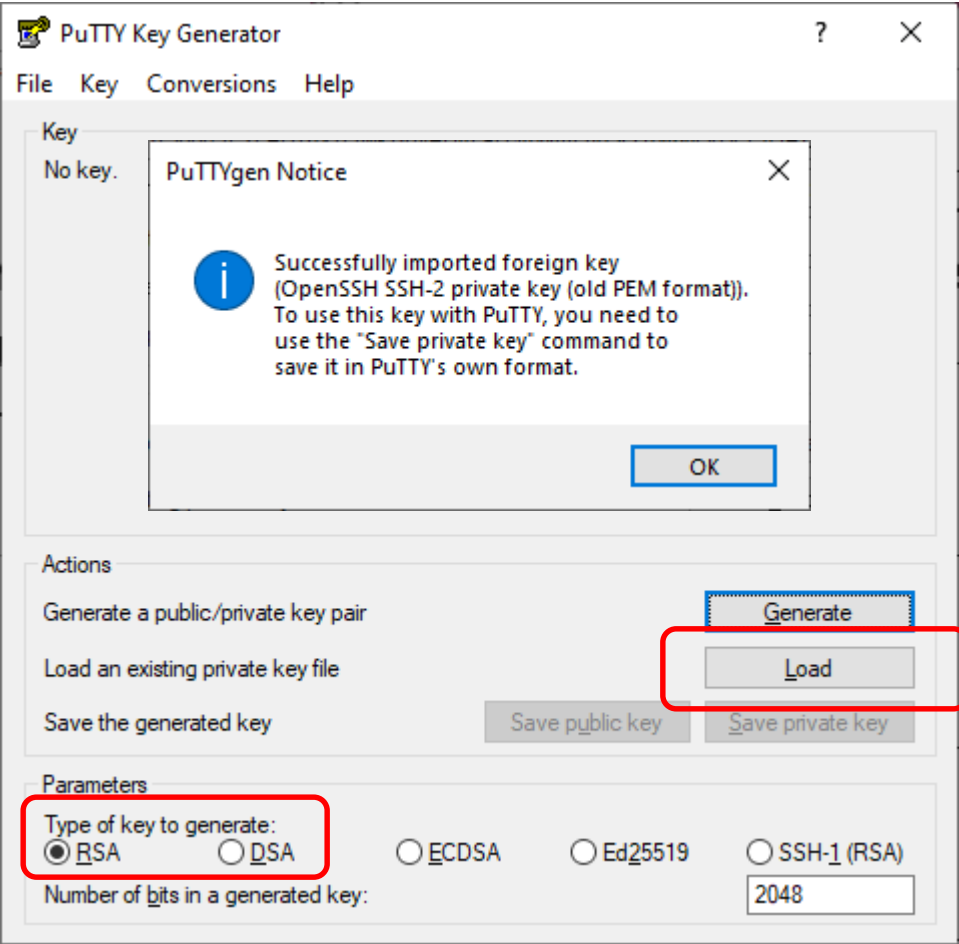 PuTTY Key Generator
?
File Key Conversions Help
Key
No key.
PuTTYgen Notice
Successfully imported foreign key
(OpenSSH SSH-2 private key (old PEM format)).
To use this key with PuTTY, you need to
use the "Save private key" command to
save it in PuTTY's own format.
OK
Actions
Generate a public/private key pair Generate
Load an existing private key file Load
Save the generated key Save public key Save private key
Parameters
Type of key to generate:
RSA DSA ECDSA Ed25519 SSH-1 (RSA)
Number of bits in a generated key: 2048